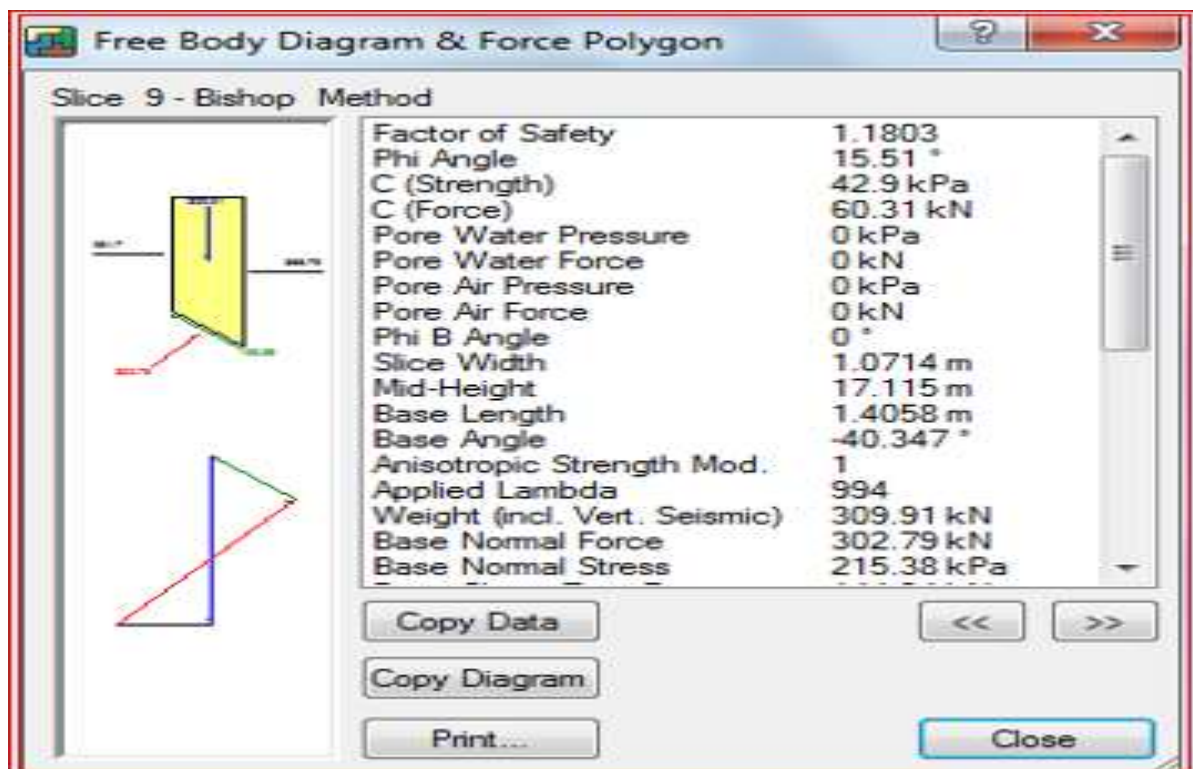 Free Body Diagram & Force Polygon
Slice 9 - Bishop Method
Factor of Safety 1.1803
Phi Angle 15.51 °
C (Strength) 42.9 kPa
C (Force) 60.31 kN
Pore Water Pressure 0 kPa
Pore Water Force 0 kN
Pore Air Pressure 0 kPa
Pore Air Force 0 kN
Phi B Angle 0 °
Slice Width 1.0714 m
Mid-Height 17.115 m
Base Length 1.4058 m
Base Angle -40.347 °
Anisotropic Strength Mod. 1
Applied Lambda 994
Weight (incl. Vert. Seismic) 309.91 kN
Base Normal Force 302.79 kN
Base Normal Stress 215.38 kPa
Copy Data
<< >>
Copy Diagram
Print...
Close